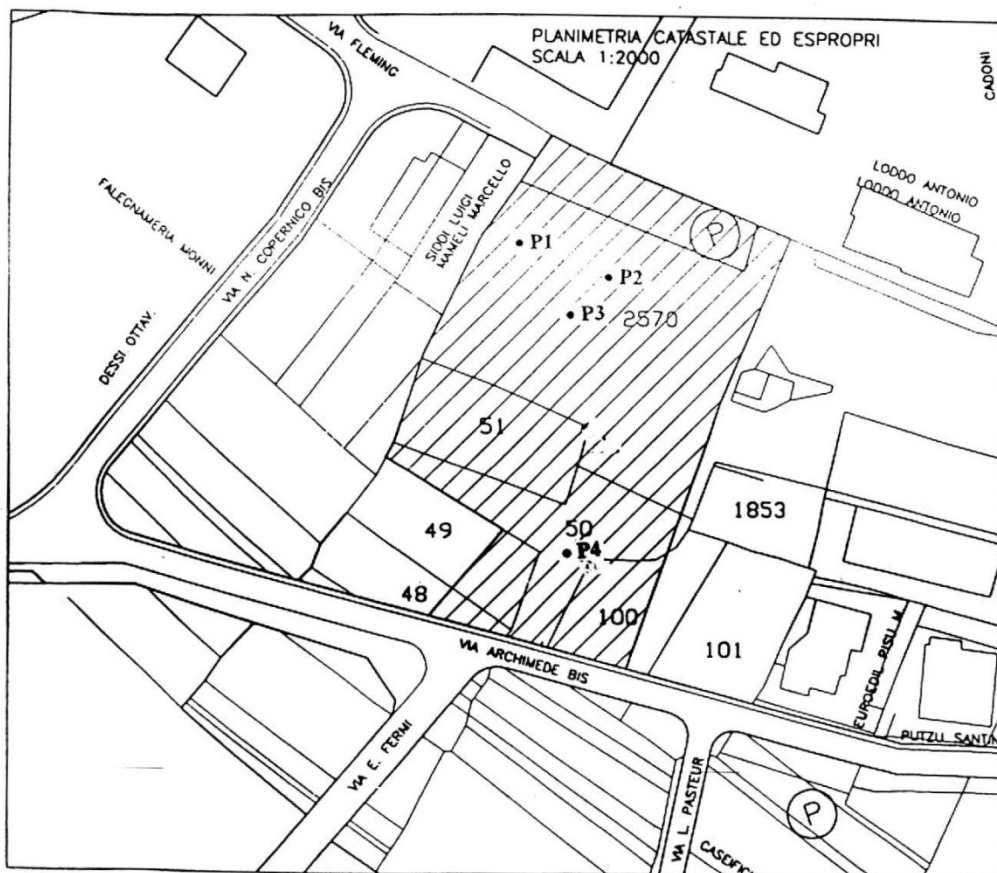 PLANIMETRIA CATASTALE ED ESPROPRI
SCALA 1:2000
VIA FLEMING
CADONI
LODDO ANTONIO
LODDO ANTONIO
FALEGNAMERIA MONNI
VIA N. COPERNICO BIS
SIDDI LUIGI
MANELI MARCELLO
P
P1
P2
P3
2570
DESSI OTTAV.
51
49
50
1853
P4
48
100
101
VIA ARCHIMEDE BIS
EUROEDIL PISU M.
PUTZU SANTIN
VIA E. FERMI
VIA L. PASTEUR
P
CASEIFIC